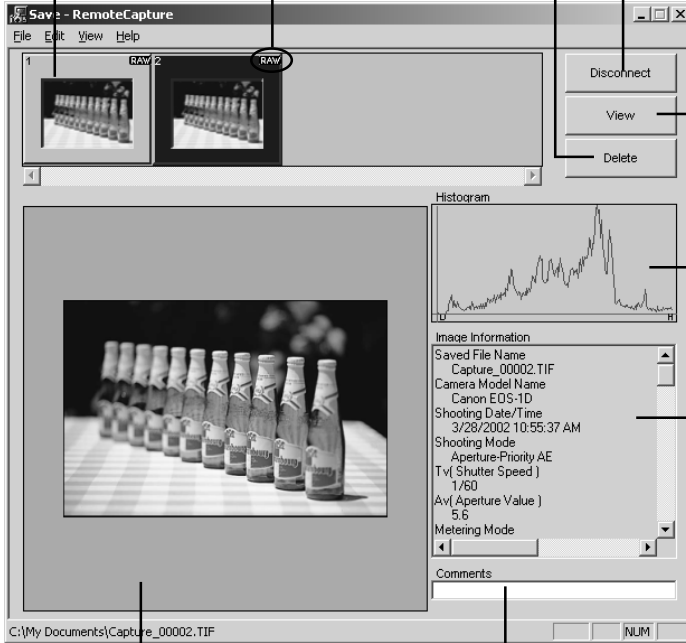 Save - RemoteCapture
File Edit View Help
1 RAW 2 RAW
Disconnect
View
Delete
Histogram
H
Image Information
Saved File Name
Capture_00002.TIF
Camera Model Name
Canon EOS-1D
Shooting Date/Time
3/28/2002 10:55:37 AM
Shooting Mode
Aperture-Priority AE
Tv( Shutter Speed )
1/60
Av( Aperture Value )
5.6
Metering Mode
Comments
C:\My Documents\Capture_00002.TIF NUM